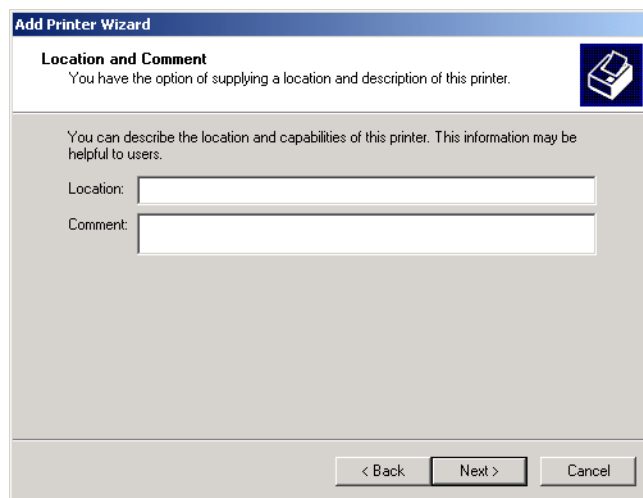 Add Printer Wizard
Location and Comment
You have the option of supplying a location and description of this printer.
You can describe the location and capabilities of this printer. This information may be
helpful to users.
Location:
Comment:
< Back
Next >
Cancel